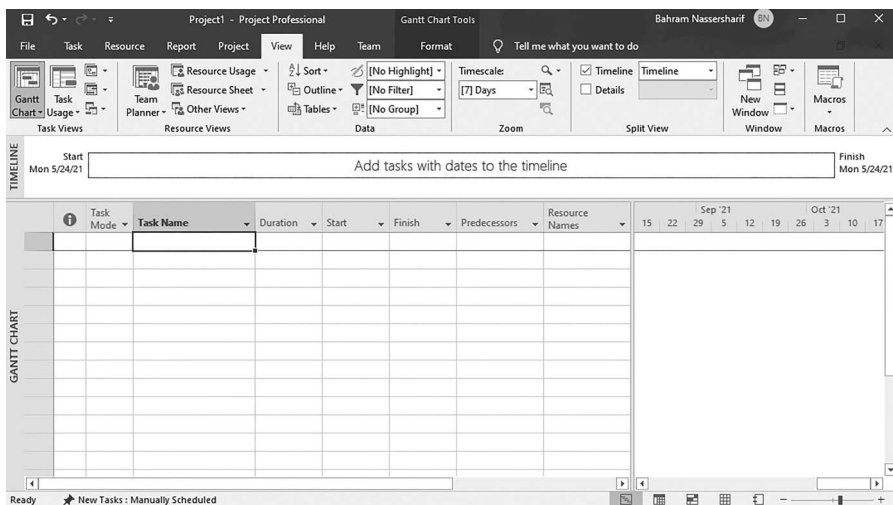 Project1 - Project Professional Gantt Chart Tools Bahram Nassersharif BN
File Task Resource Report Project View Help Team Format Tell me what you want to do
Gantt Chart
Task Usage
Task Views
Team Planner
Resource Usage
Resource Sheet
Other Views
Resource Views
Sort
Outline
Tables
[No Highlight]
[No Filter]
[No Group]
Data
Timescale:
[7] Days
Zoom
Timeline Timeline
Details
Split View
New Window
Window
Macros
Macros
TIMELINE
Start
Mon 5/24/21
Add tasks with dates to the timeline
Finish
Mon 5/24/21
Task Mode Task Name Duration Start Finish Predecessors Resource Names
Sep '21 Oct '21
15 22 29 5 12 19 26 3 10 17
GANTT CHART
Ready New Tasks : Manually Scheduled